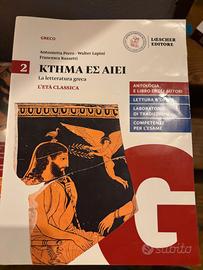 GRECO
LOESCHER
EDITORE
Antonietta Porro - Walter Lapini
Francesca Razzetti
2 ΚΤΗΜΑ ΕΣ ΑΙΕΙ
La letteratura greca
L'ETÀ CLASSICA
ANTOLOGIA
E LIBRO DEGLI AUTORI
LETTURA
LABORATORIO
DI TRADUZIONE
COMPETENZE
PER L'ESAME
G
subito